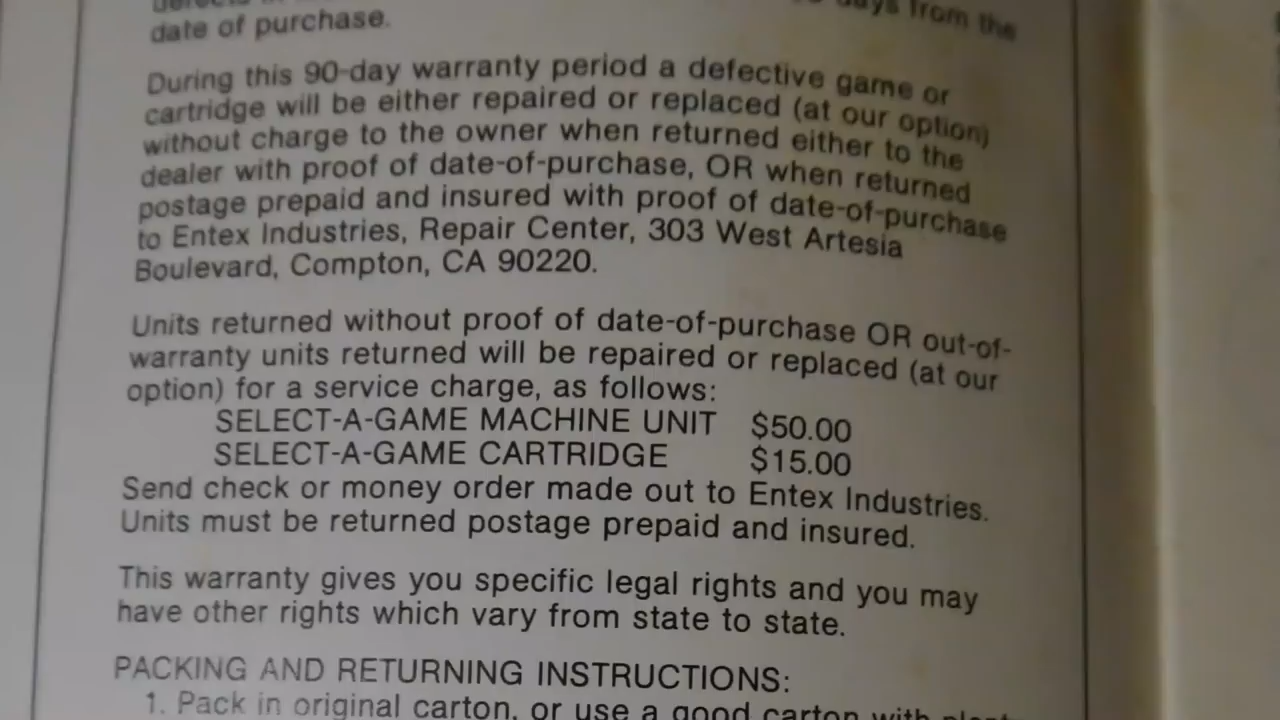 defects in
days from the
date of purchase.
During this 90-day warranty period a defective game or
cartridge will be either repaired or replaced (at our option)
without charge to the owner when returned either to the
dealer with proof of date-of-purchase, OR when returned
postage prepaid and insured with proof of date-of-purchase
to Entex Industries, Repair Center, 303 West Artesia
Boulevard, Compton, CA 90220.
Units returned without proof of date-of-purchase OR out-of-
warranty units returned will be repaired or replaced (at our
option) for a service charge, as follows:
SELECT-A-GAME MACHINE UNIT $50.00
SELECT-A-GAME CARTRIDGE $15.00
Send check or money order made out to Entex Industries.
Units must be returned postage prepaid and insured.
This warranty gives you specific legal rights and you may
have other rights which vary from state to state.
PACKING AND RETURNING INSTRUCTIONS:
1. Pack in original carton, or use a good carton with